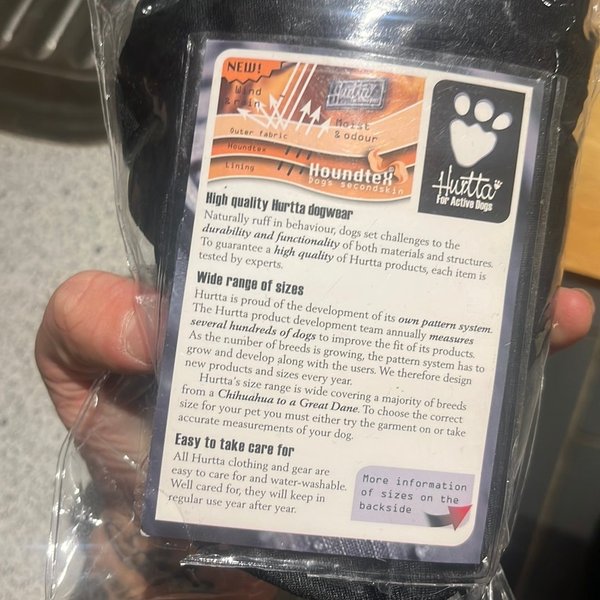 NEW!
Wind
& rain
Hurtta
Moist
& odour
Outer fabric
Houndtex
Lining
Houndtex
Dogs secondskin
Hurtta
For Active Dogs
High quality Hurtta dogwear
Naturally ruff in behaviour, dogs set challenges to the
durability and functionality of both materials and structures.
To guarantee a high quality of Hurtta products, each item is
tested by experts.
Wide range of sizes
Hurtta is proud of the development of its own pattern system.
The Hurtta product development team annually measures
several hundreds of dogs to improve the fit of its products.
As the number of breeds is growing, the pattern system has to
grow and develop along with the users. We therefore design
new products and sizes every year.
Hurtta's size range is wide covering a majority of breeds
from a Chihuahua to a Great Dane. To choose the correct
size for your pet you must either try the garment on or take
accurate measurements of your dog.
Easy to take care for
All Hurtta clothing and gear are
easy to care for and water-washable.
Well cared for, they will keep in
regular use year after year.
More information
of sizes on the
backside